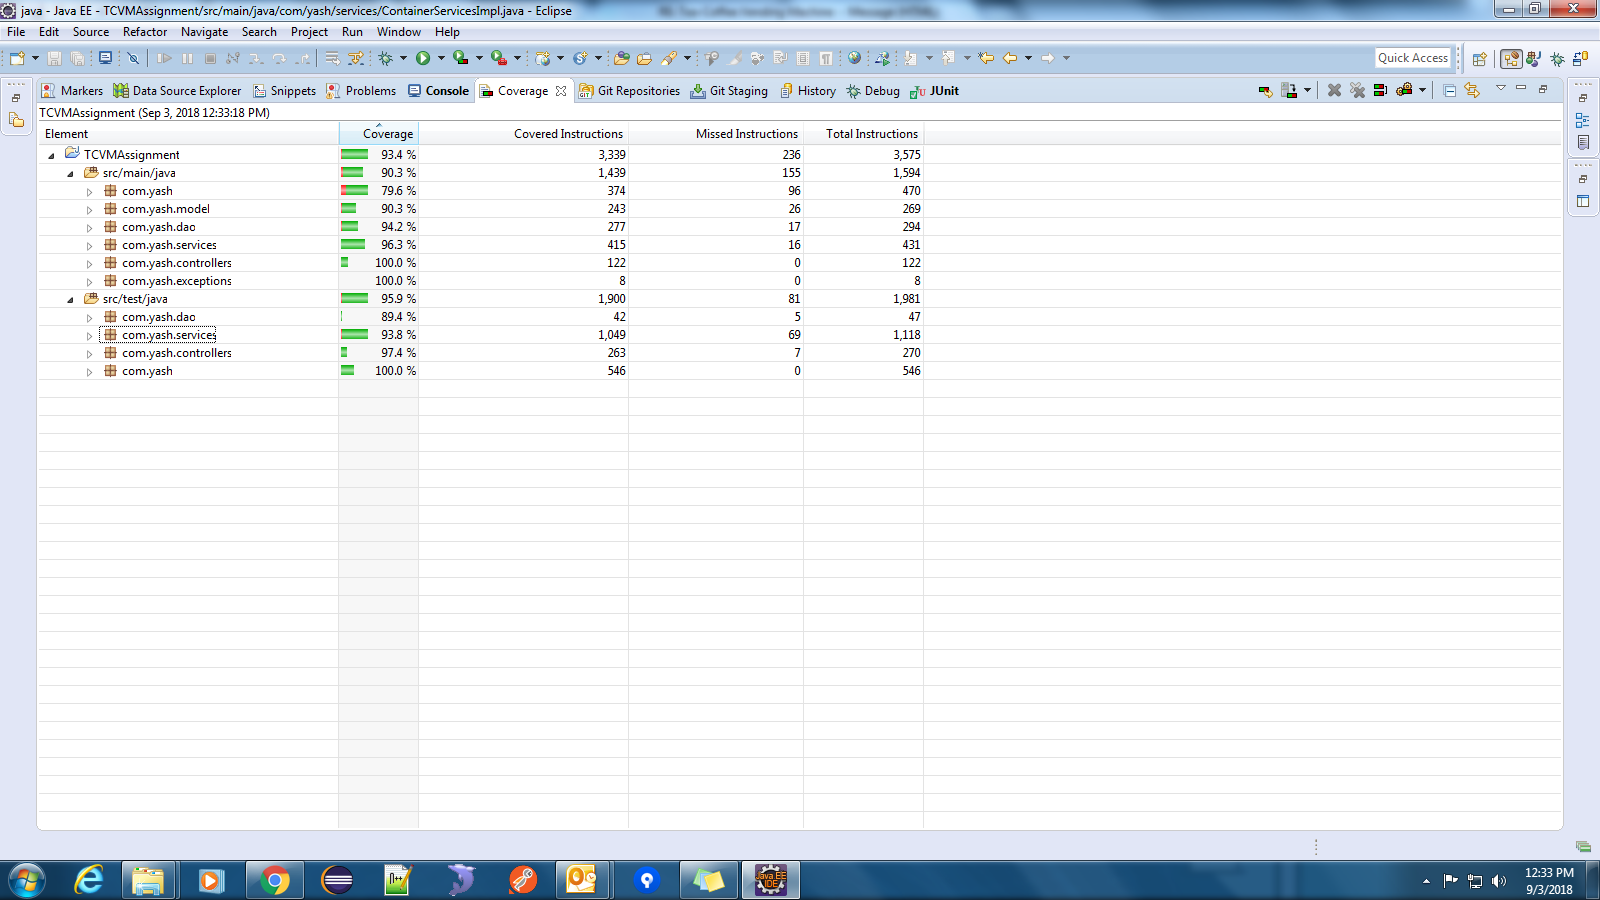 java - Java EE - TCVMAssignment/src/main/java/com/yash/services/ContainerServicesImpl.java - Eclipse
File Edit Source Refactor Navigate Search Project Run Window Help
Quick Access
Markers Data Source Explorer Snippets Problems Console Coverage Git Repositories Git Staging History Debug JUnit
TCVMAssignment (Sep 3, 2018 12:33:18 PM)
Element Coverage Covered Instructions Missed Instructions Total Instructions
TCVMAssignment 93.4 % 3,339 236 3,575
src/main/java 90.3 % 1,439 155 1,594
com.yash 79.6 % 374 96 470
com.yash.model 90.3 % 243 26 269
com.yash.dao 94.2 % 277 17 294
com.yash.services 96.3 % 415 16 431
com.yash.controllers 100.0 % 122 0 122
com.yash.exceptions 100.0 % 8 0 8
src/test/java 95.9 % 1,900 81 1,981
com.yash.dao 89.4 % 42 5 47
com.yash.services 93.8 % 1,049 69 1,118
com.yash.controllers 97.4 % 263 7 270
com.yash 100.0 % 546 0 546
Java EE
IDE
12:33 PM
9/3/2018